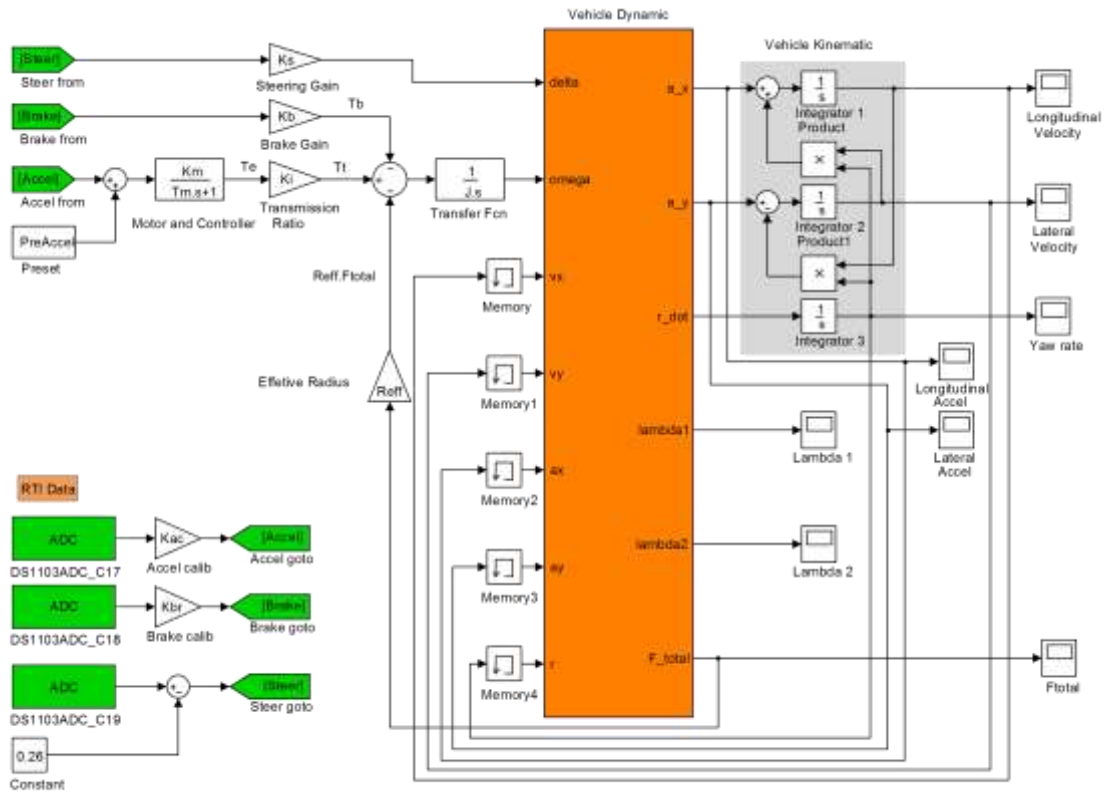 Vehicle Dynamic
Vehicle Kinematic
[Steer]
Steer from
Ks
Steering Gain
delta
a_x
1
s
Integrator 1
Product
Longitudinal
Velocity
[Brake]
Brake from
Kb
Brake Gain
Tb
×
[Accel]
Accel from
Km
Tm.s+1
Motor and Controller
Te
Ki
Tt
Transmission
Ratio
1
J.s
Transfer Fcn
omega
a_y
1
s
Integrator 2
Product1
Lateral
Velocity
PreAccel
Preset
×
Reff.Ftotal
Memory
vx
r_dot
1
s
Integrator 3
Yaw rate
Effetive Radius
Reff
Memory1
vy
Longitudinal
Accel
lambda1
Lambda 1
Lateral
Accel
Memory2
ax
RTI Data
ADC
DS1103ADC_C17
Kac
Accel calib
[Accel]
Accel goto
lambda2
Lambda 2
Memory3
ay
ADC
DS1103ADC_C18
Kbr
Brake calib
[Brake]
Brake goto
Memory4
r
F_total
Ftotal
ADC
DS1103ADC_C19
[Steer]
Steer goto
0.26
Constant